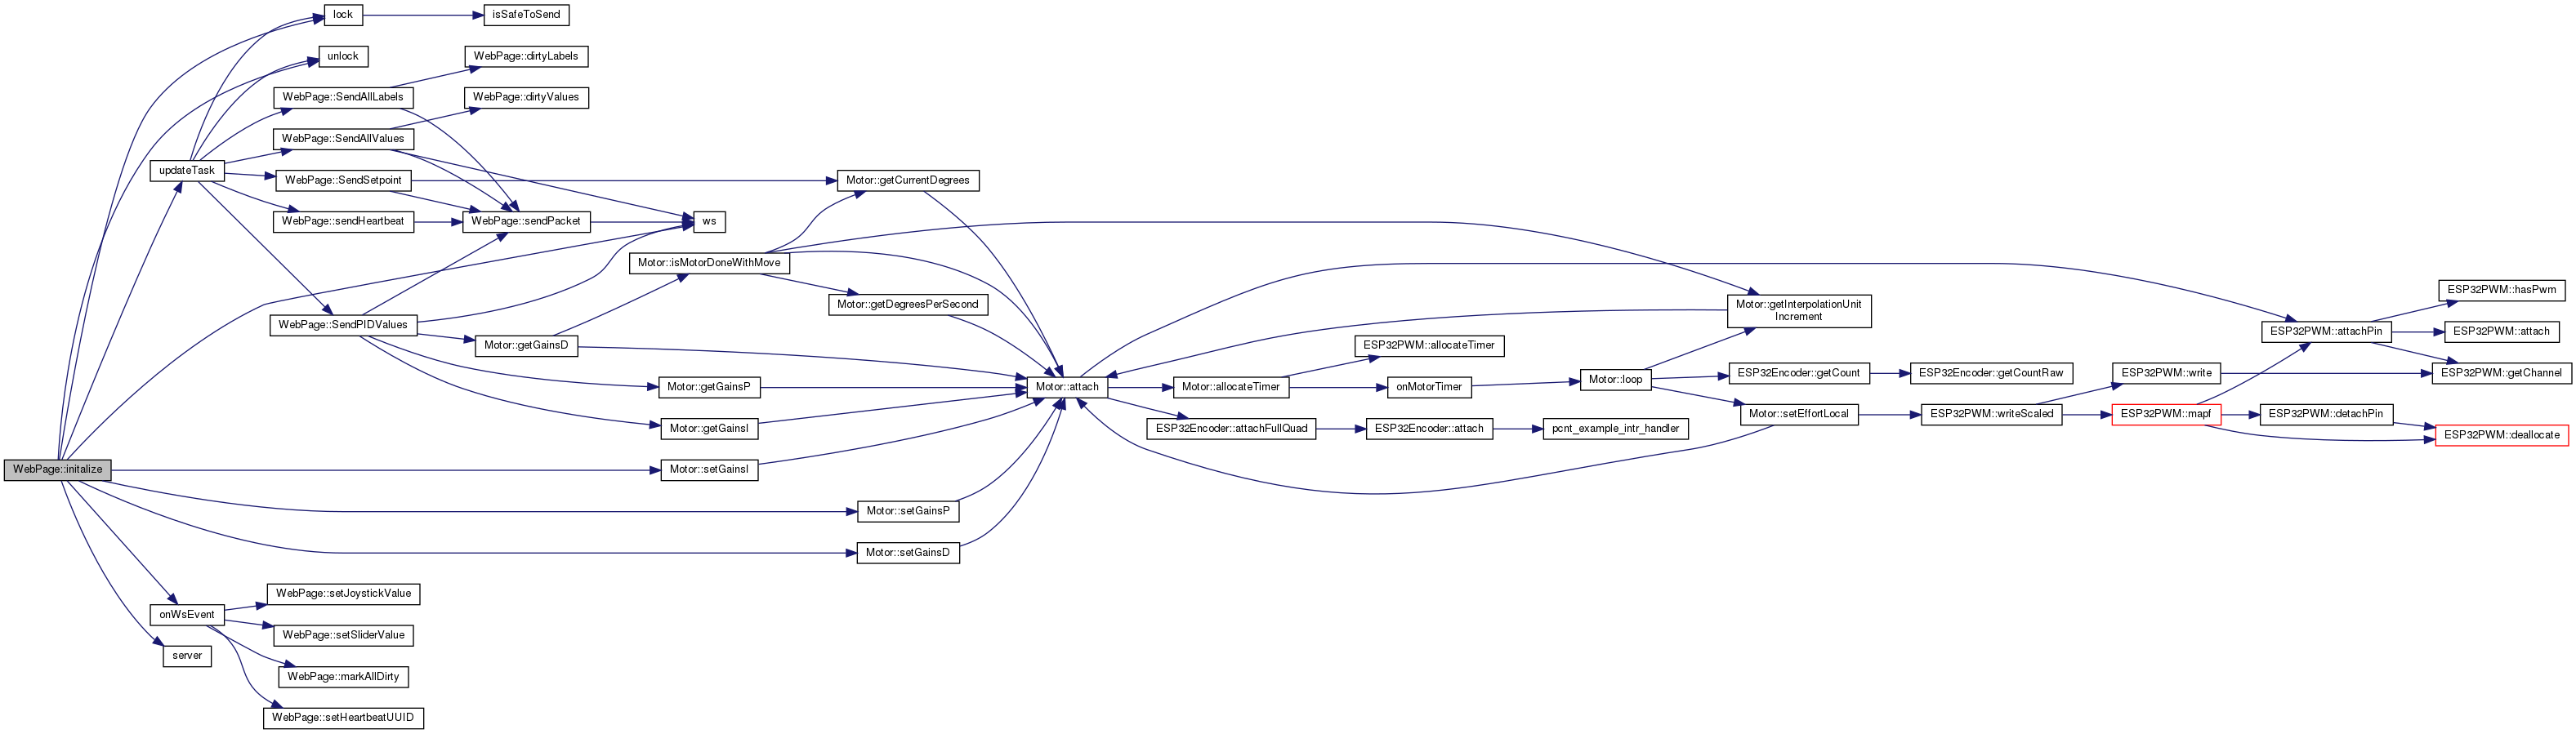 lock
isSafeToSend
unlock
WebPage::dirtyLabels
WebPage::SendAllLabels
WebPage::dirtyValues
WebPage::SendAllValues
updateTask
WebPage::SendSetpoint
Motor::getCurrentDegrees
WebPage::sendHeartbeat
WebPage::sendPacket
ws
Motor::isMotorDoneWithMove
Motor::getDegreesPerSecond
Motor::getInterpolationUnit
Increment
ESP32PWM::hasPwm
WebPage::SendPIDValues
Motor::getGainsD
ESP32PWM::allocateTimer
ESP32PWM::attachPin
ESP32PWM::attach
Motor::getGainsP
Motor::attach
Motor::allocateTimer
onMotorTimer
Motor::loop
ESP32Encoder::getCount
ESP32Encoder::getCountRaw
ESP32PWM::write
ESP32PWM::getChannel
Motor::getGainsI
ESP32Encoder::attachFullQuad
ESP32Encoder::attach
pcnt_example_intr_handler
Motor::setEffortLocal
ESP32PWM::writeScaled
ESP32PWM::mapf
ESP32PWM::detachPin
ESP32PWM::deallocate
WebPage::initalize
Motor::setGainsI
Motor::setGainsP
Motor::setGainsD
WebPage::setJoystickValue
onWsEvent
WebPage::setSliderValue
server
WebPage::markAllDirty
WebPage::setHeartbeatUUID